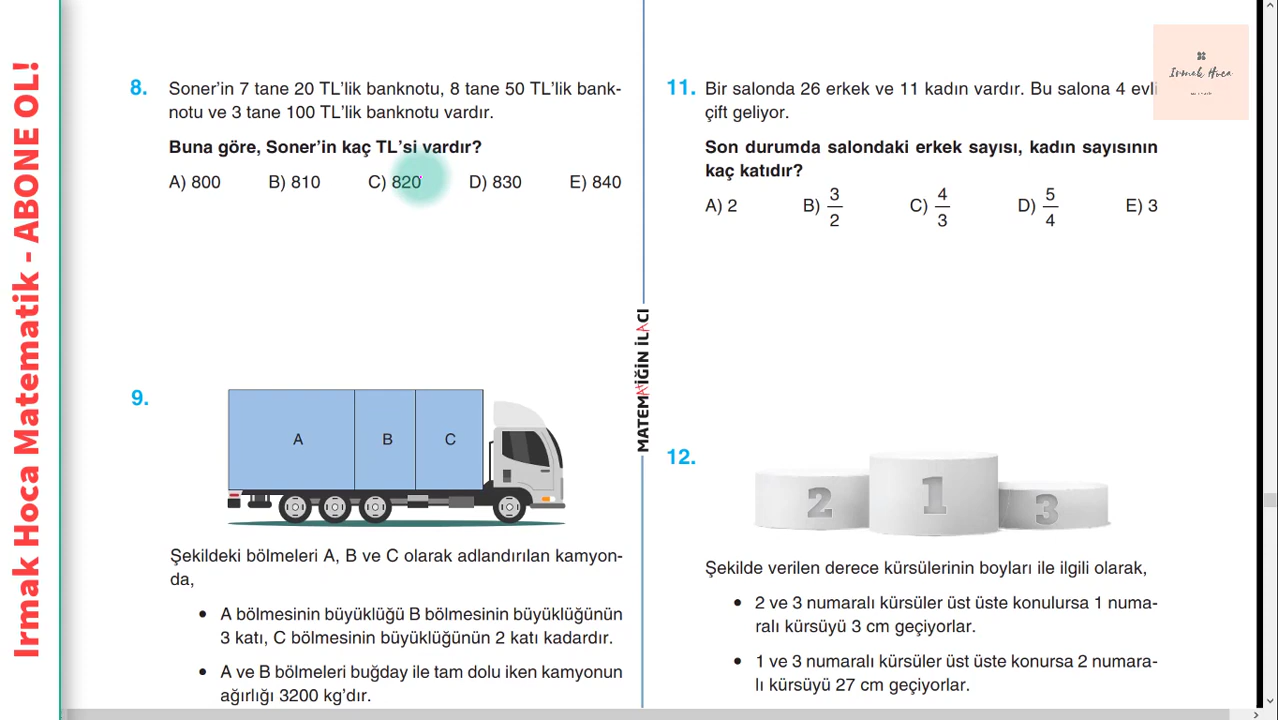 Irmak Hoca Matematik - ABONE OL!
8. Soner’in 7 tane 20 TL’lik banknotu, 8 tane 50 TL’lik bank-
notu ve 3 tane 100 TL’lik banknotu vardır.
Buna göre, Soner’in kaç TL’si vardır?
A) 800 B) 810 C) 820 D) 830 E) 840
9.
A B C
Şekildeki bölmeleri A, B ve C olarak adlandırılan kamyon-
da,
• A bölmesinin büyüklüğü B bölmesinin büyüklüğünün
3 katı, C bölmesinin büyüklüğünün 2 katı kadardır.
• A ve B bölmeleri buğday ile tam dolu iken kamyonun
ağırlığı 3200 kg’dır.
MATEMATİĞİN İLACI
Irmak Hoca
11. Bir salonda 26 erkek ve 11 kadın vardır. Bu salona 4 evli
çift geliyor.
Son durumda salondaki erkek sayısı, kadın sayısının
kaç katıdır?
A) 2 B) 3/2 C) 4/3 D) 5/4 E) 3
12.
2 1 3
Şekilde verilen derece kürsülerinin boyları ile ilgili olarak,
• 2 ve 3 numaralı kürsüler üst üste konulursa 1 numa-
ralı kürsüyü 3 cm geçiyorlar.
• 1 ve 3 numaralı kürsüler üst üste konursa 2 numara-
lı kürsüyü 27 cm geçiyorlar.